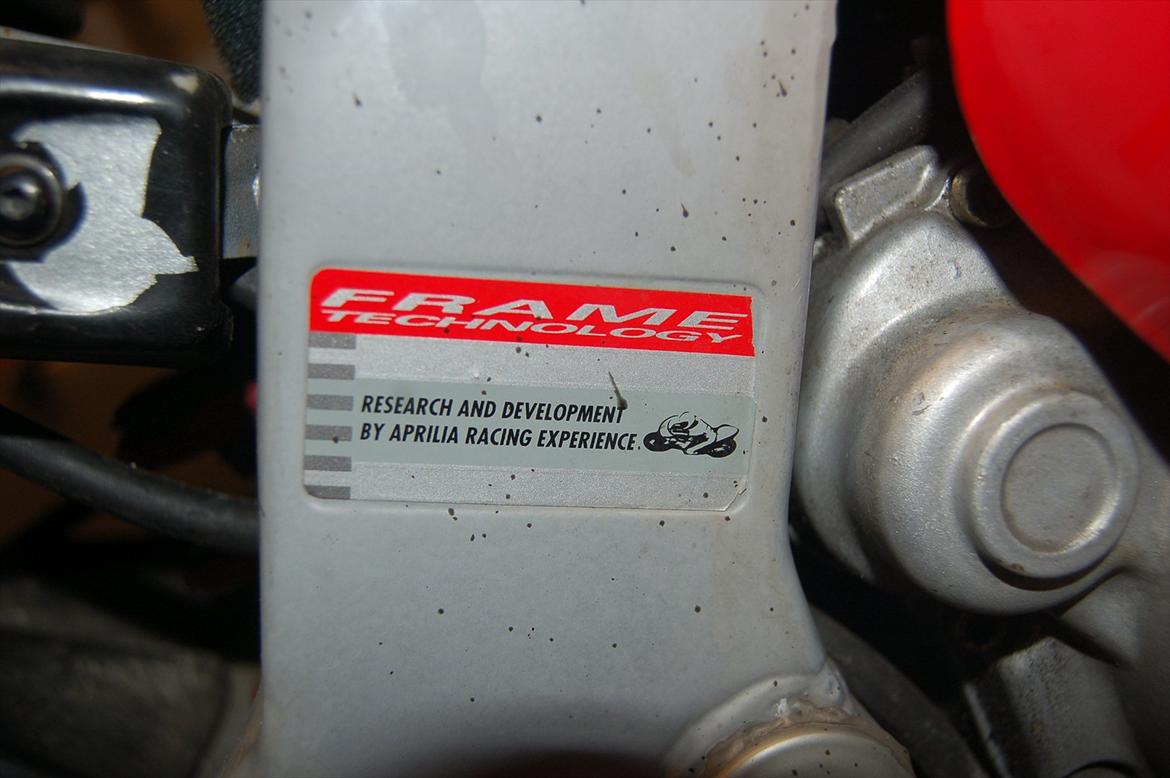 FRAME
TECHNOLOGY
RESEARCH AND DEVELOPMENT
BY APRILIA RACING EXPERIENCE.